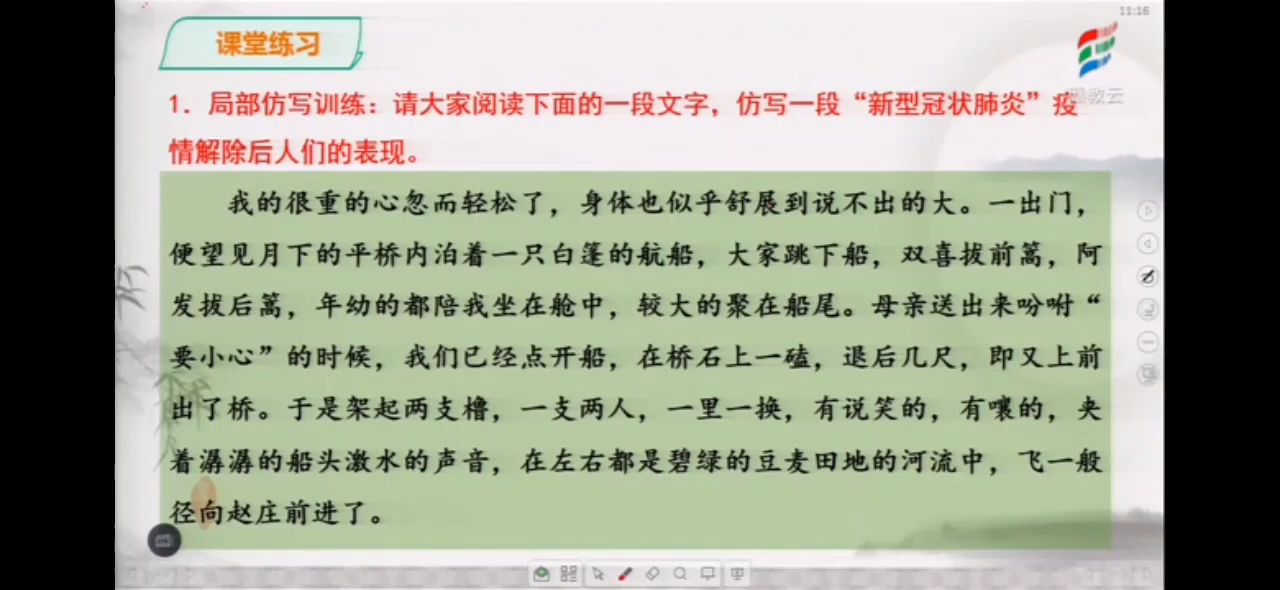 11:16
课堂练习
1．局部仿写训练：请大家阅读下面的一段文字，仿写一段“新型冠状肺炎”疫
情解除后人们的表现。
我的很重的心忽而轻松了，身体也似乎舒展到说不出的大。一出门，
便望见月下的平桥内泊着一只白篷的航船，大家跳下船，双喜拔前篙，阿
发拔后篙，年幼的都陪我坐在舱中，较大的聚在船尾。母亲送出来吩咐“
要小心”的时候，我们已经点开船，在桥石上一磕，退后几尺，即又上前
出了桥。于是架起两支橹，一支两人，一里一换，有说笑的，有嚷的，夹
着潺潺的船头激水的声音，在左右都是碧绿的豆麦田地的河流中，飞一般
径向赵庄前进了。